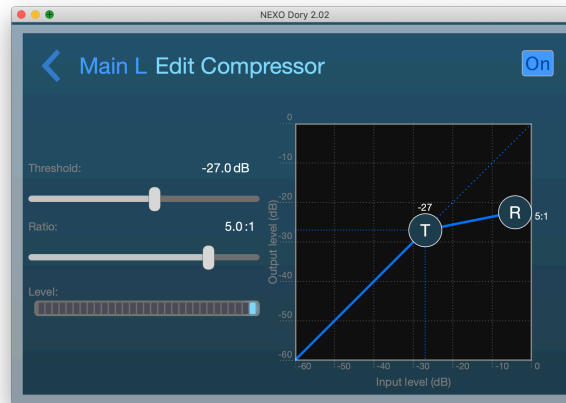 NEXO Dory 2.02
Main L Edit Compressor
On
Threshold: -27.0 dB
Ratio: 5.0:1
Level:
Output level (dB)
0
-10
-20
-30
-40
-50
-60
-27
T
R
5:1
-60 -50 -40 -30 -20 -10 0
Input level (dB)